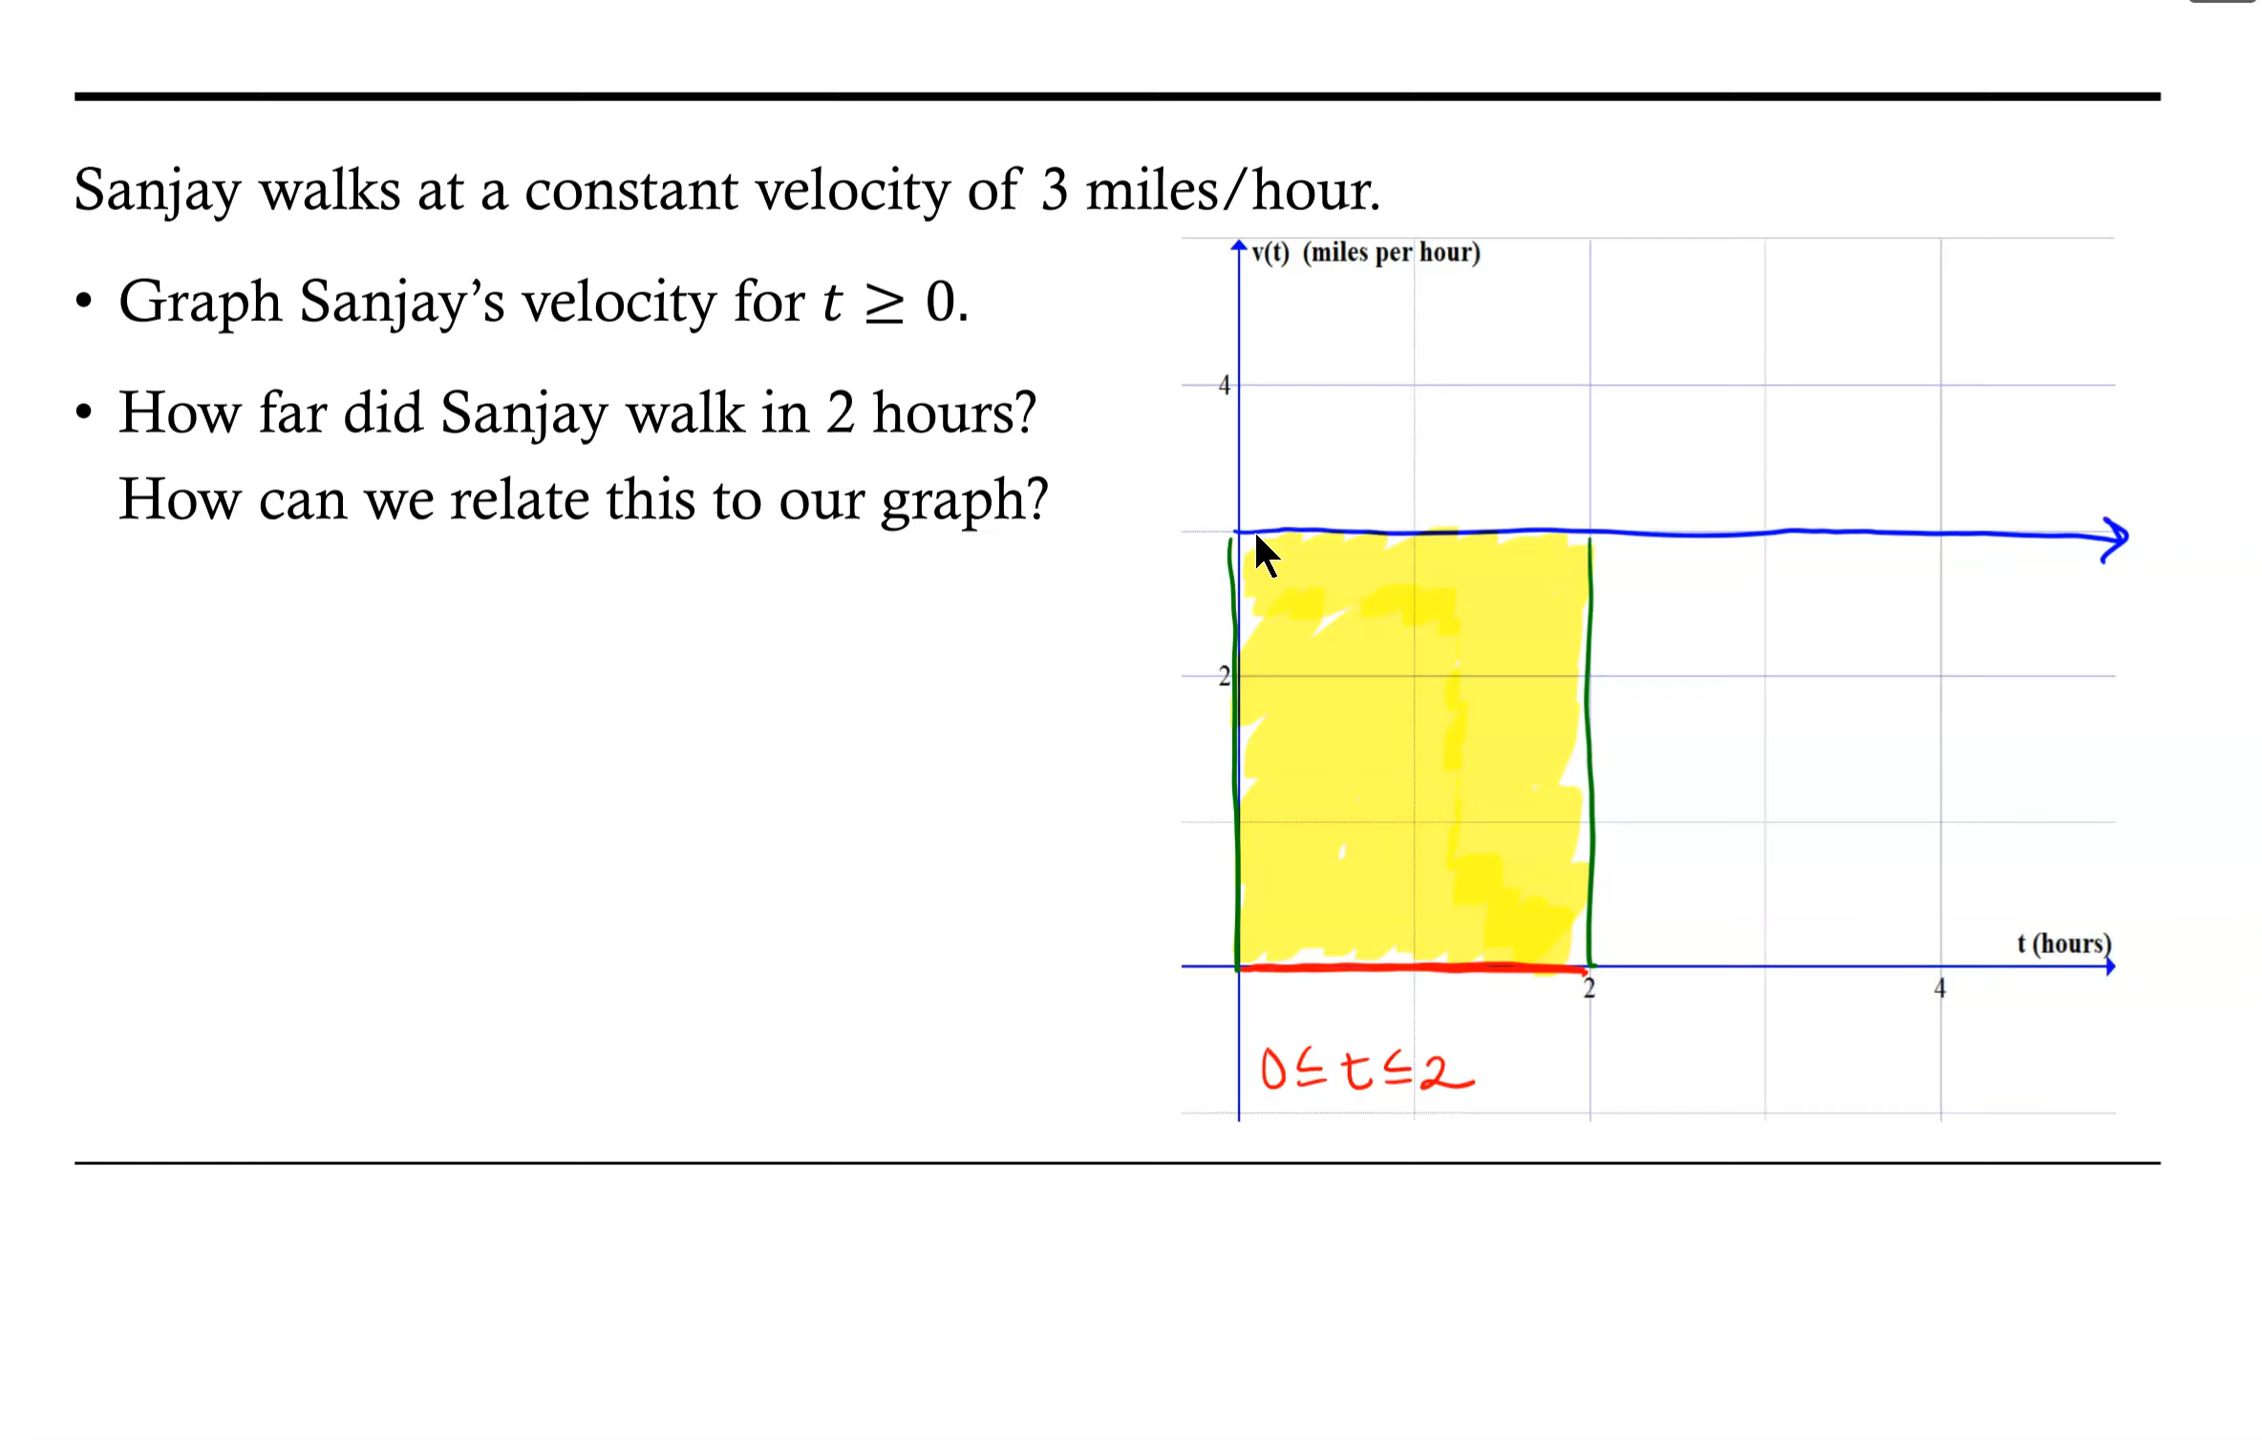 Sanjay walks at a constant velocity of 3 miles/hour.
• Graph Sanjay’s velocity for t ≥ 0.
• How far did Sanjay walk in 2 hours?
How can we relate this to our graph?
v(t) (miles per hour)
4
2
t (hours)
2 4
0 ≤ t ≤ 2